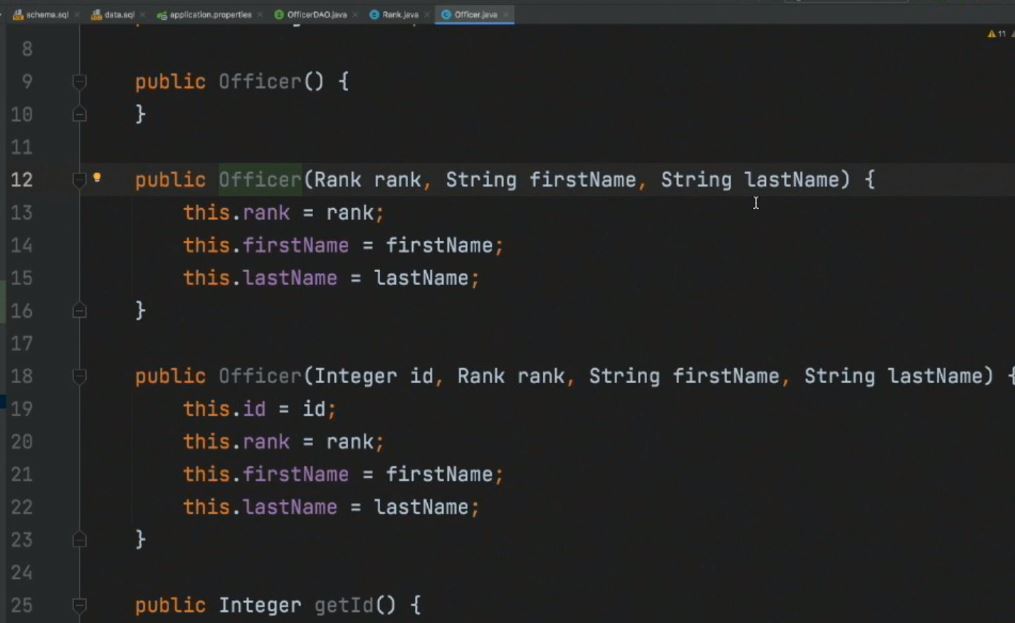 schema.sql data.sql application.properties OfficerDAO.java Rank.java Officer.java
11
8
9 public Officer() {
10 }
11
12 public Officer(Rank rank, String firstName, String lastName) {
13 this.rank = rank;
14 this.firstName = firstName;
15 this.lastName = lastName;
16 }
17
18 public Officer(Integer id, Rank rank, String firstName, String lastName) {
19 this.id = id;
20 this.rank = rank;
21 this.firstName = firstName;
22 this.lastName = lastName;
23 }
24
25 public Integer getId() {